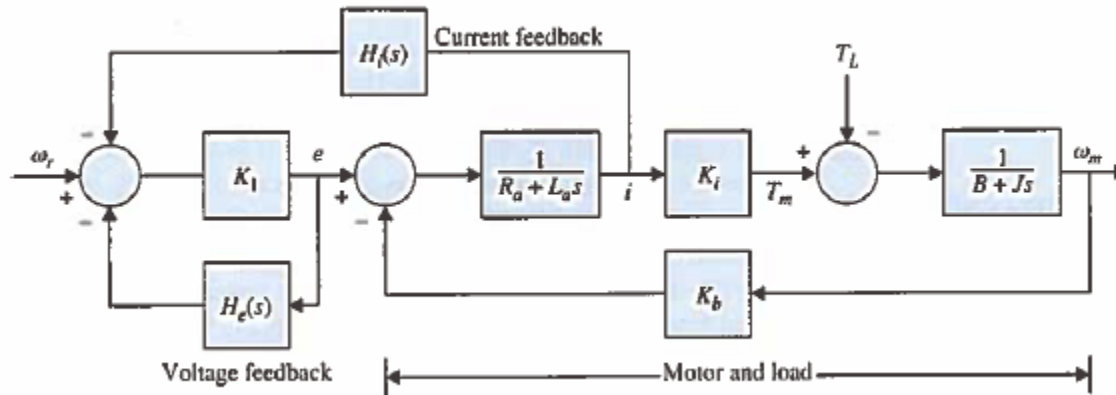 Current feedback
H_i(s)
T_L
−
−
ω_r
K_1
e
+
1
R_a + L_a s
K_i
+
1
B + Js
ω_m
+
−
−
i
T_m
H_e(s)
K_b
Voltage feedback
Motor and load